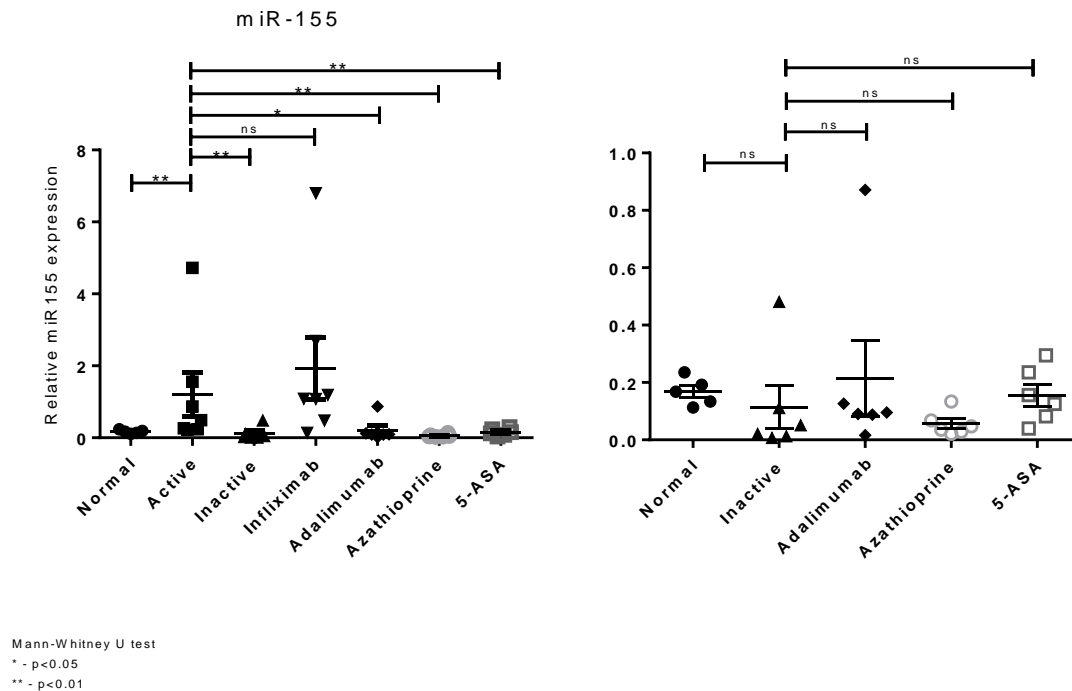 miR-155
**
**
*
ns
**
**
8
6
4
2
0
Relative miR155 expression
Normal
Active
Inactive
Infliximab
Adalimumab
Azathioprine
5-ASA
ns
ns
ns
ns
1.0
0.8
0.6
0.4
0.2
0.0
Normal
Inactive
Adalimumab
Azathioprine
5-ASA
Mann-Whitney U test
* - p<0.05
** - p<0.01